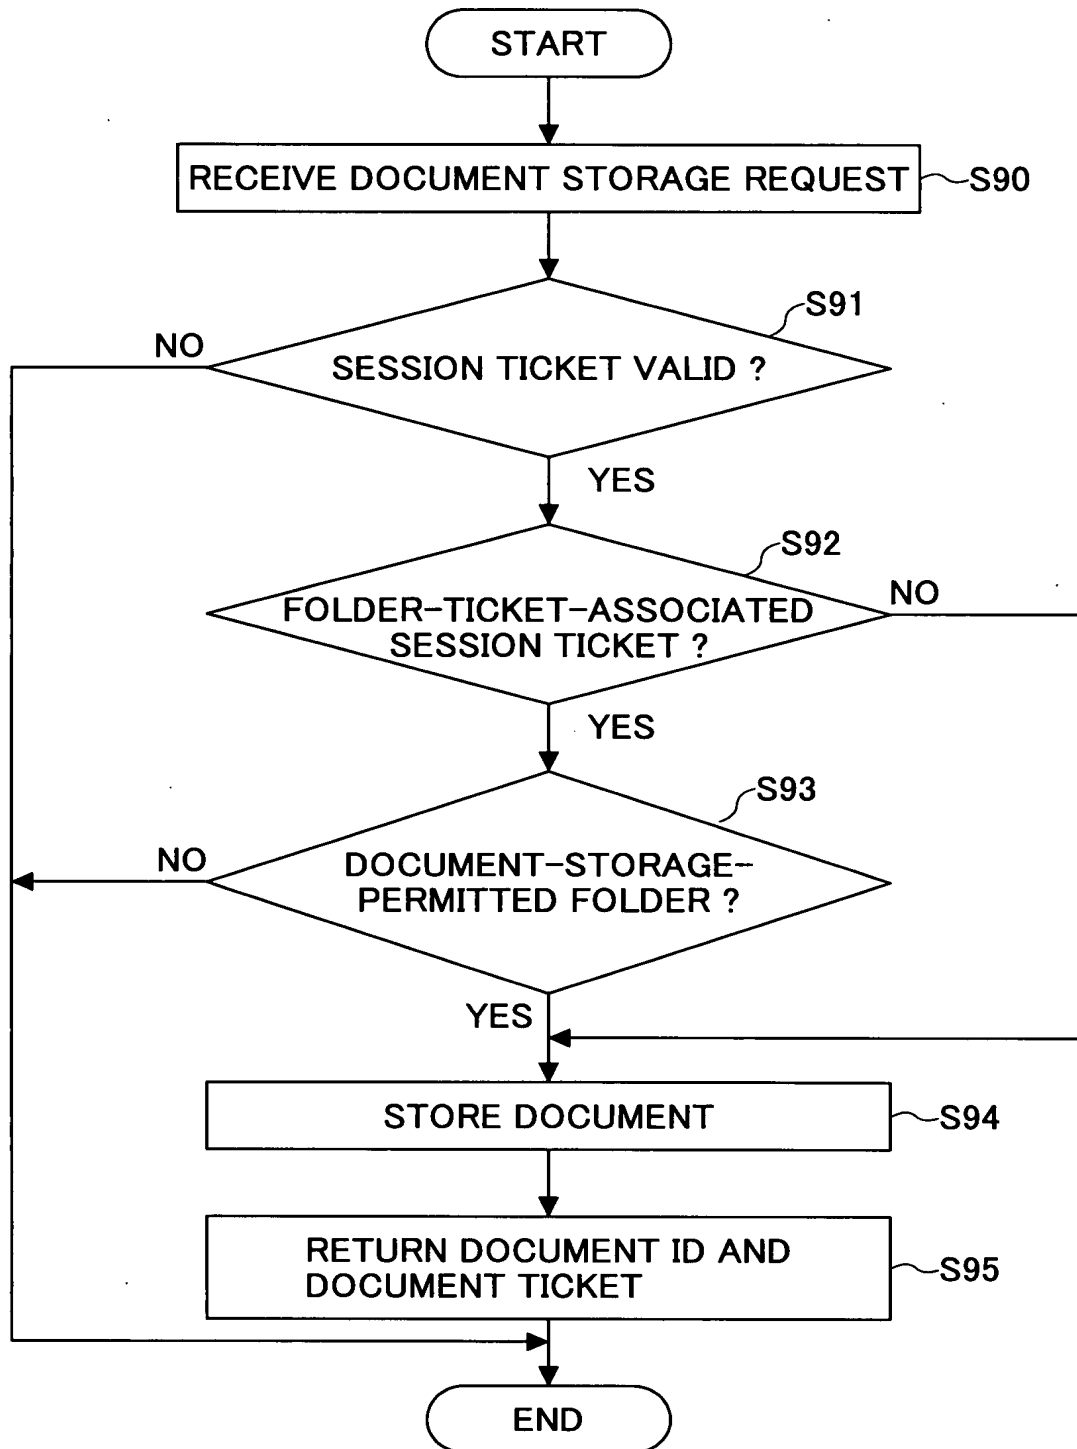 START
RECEIVE DOCUMENT STORAGE REQUEST
S90
S91
NO
SESSION TICKET VALID ?
YES
S92
NO
FOLDER-TICKET-ASSOCIATED
SESSION TICKET ?
YES
S93
NO
DOCUMENT-STORAGE-
PERMITTED FOLDER ?
YES
STORE DOCUMENT
S94
RETURN DOCUMENT ID AND
DOCUMENT TICKET
S95
END